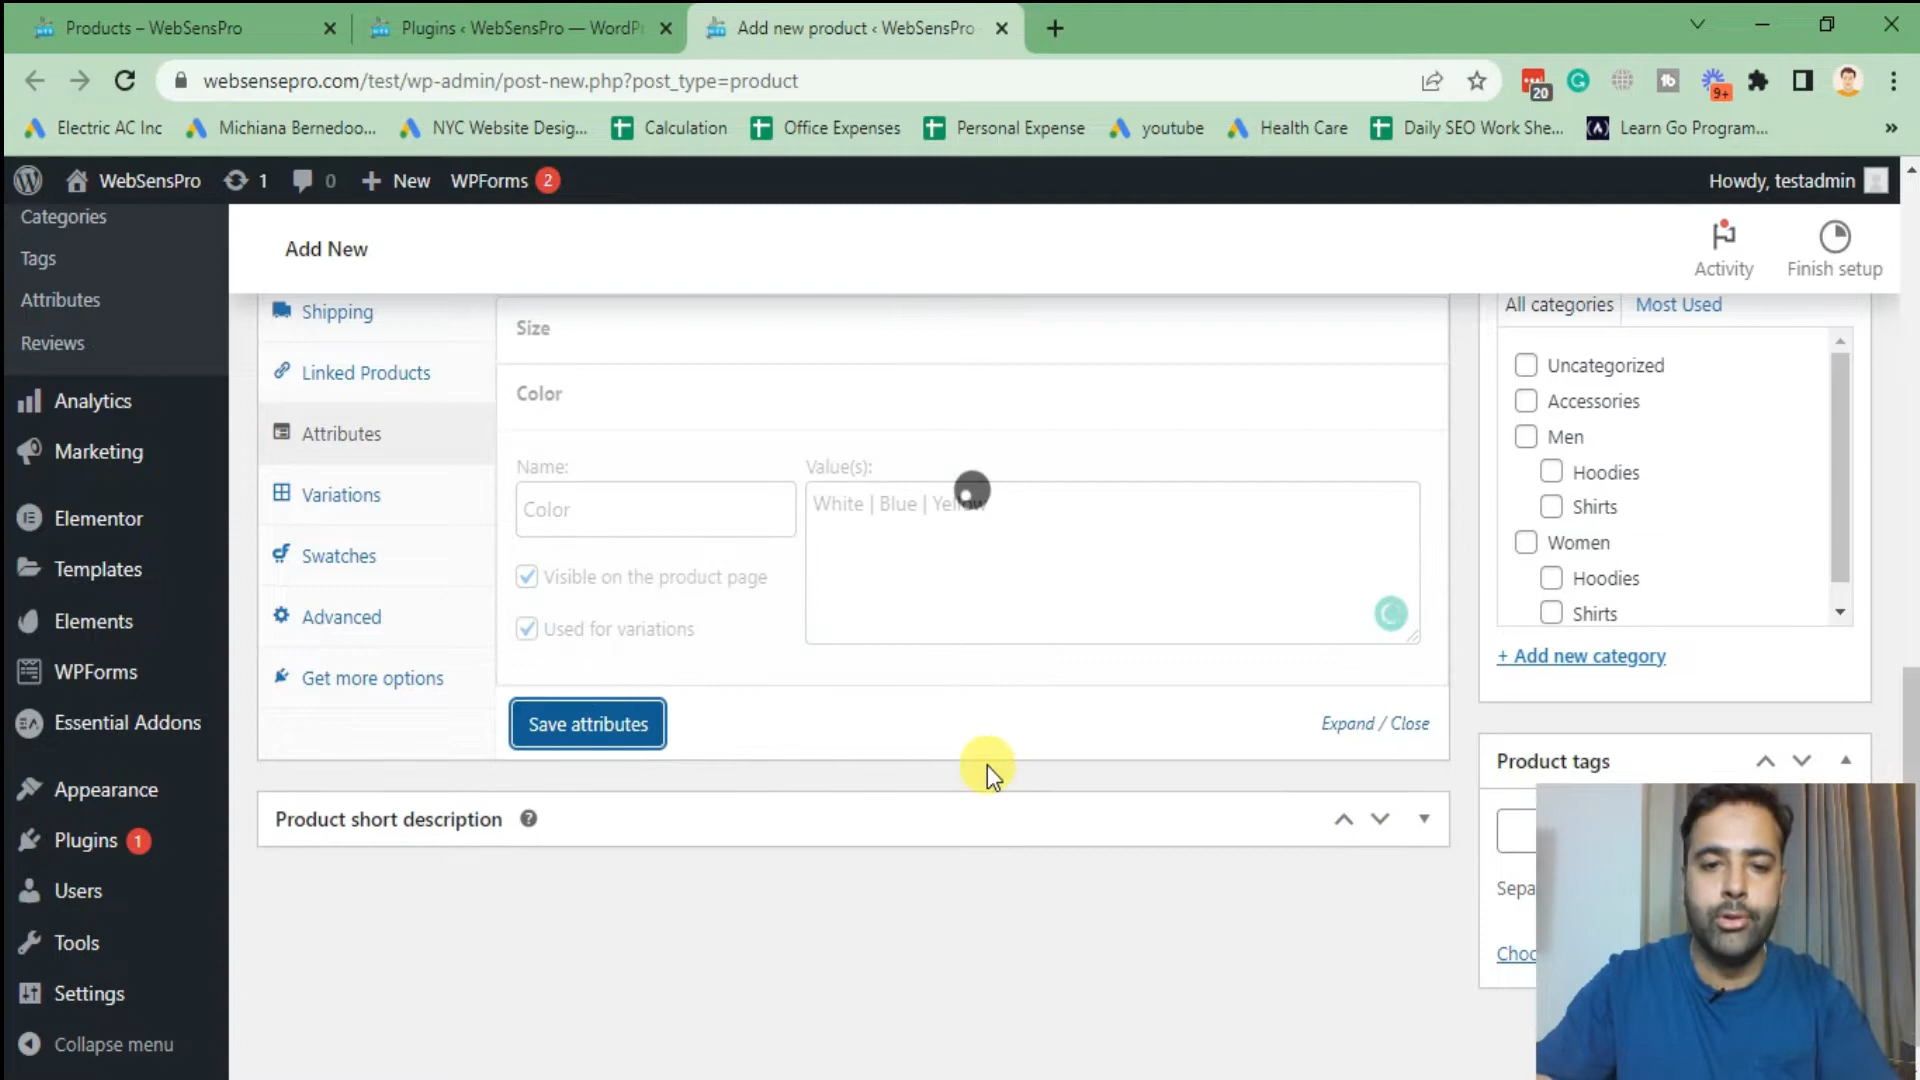 Products – WebSensPro
Plugins ‹ WebSensPro — WordPr
Add new product ‹ WebSensPro
websensepro.com/test/wp-admin/post-new.php?post_type=product
20
9+
Electric AC Inc
Michiana Bernedoo...
NYC Website Desig...
Calculation
Office Expenses
Personal Expense
youtube
Health Care
Daily SEO Work She...
Learn Go Program...
WebSensPro
1
0
New
WPForms 2
Howdy, testadmin
Categories
Tags
Attributes
Reviews
Analytics
Marketing
Elementor
Templates
Elements
WPForms
Essential Addons
Appearance
Plugins 1
Users
Tools
Settings
Collapse menu
Add New
Activity
Finish setup
Shipping
Linked Products
Attributes
Variations
Swatches
Advanced
Get more options
Size
Color
Name:
Value(s):
Color
White | Blue | Yellow
Visible on the product page
Used for variations
Save attributes
Expand / Close
Product short description
All categories
Most Used
Uncategorized
Accessories
Men
Hoodies
Shirts
Women
Hoodies
Shirts
+ Add new category
Product tags
Sepa
Choo